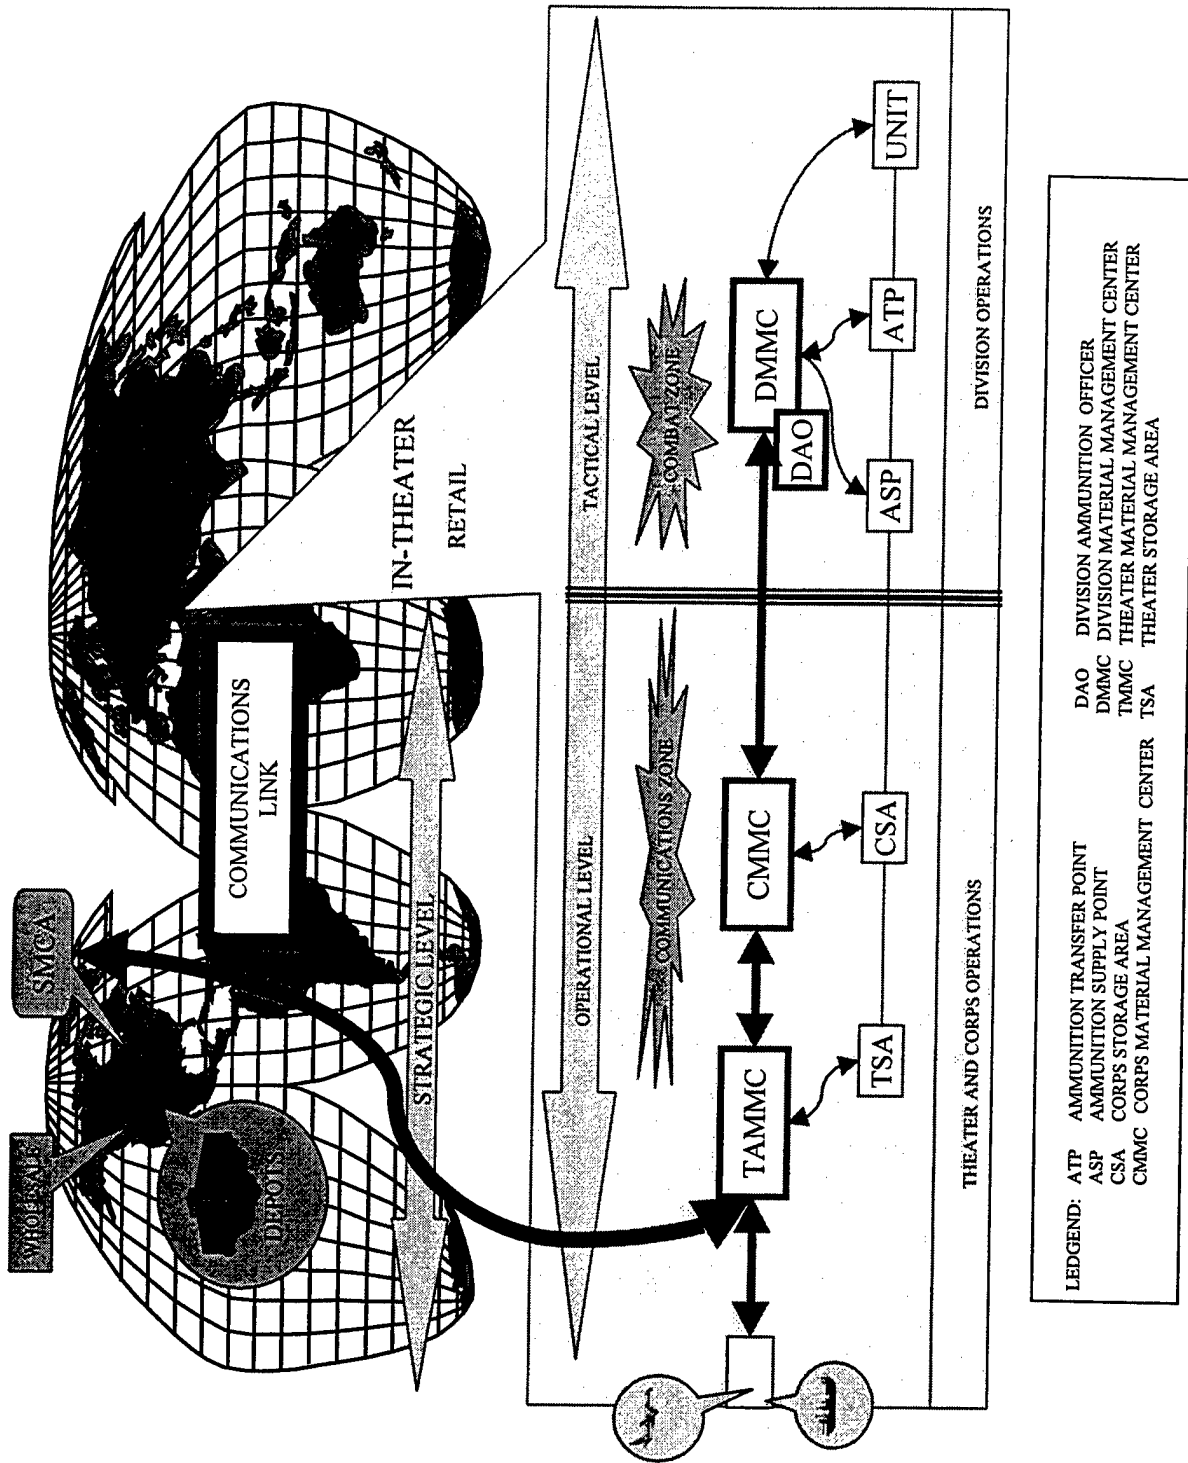 WHOLESALE
SMCA
DEPOTS
COMMUNICATIONS
LINK
STRATEGIC LEVEL
IN-THEATER
RETAIL
OPERATIONAL LEVEL
TACTICAL LEVEL
COMMUNICATIONS ZONE
COMBAT ZONE
TAMMC
CMMC
DMMC
DAO
TSA
CSA
ASP
ATP
UNIT
THEATER AND CORPS OPERATIONS
DIVISION OPERATIONS
LEDGEND:
ATP AMMUNITION TRANSFER POINT
ASP AMMUNITION SUPPLY POINT
CSA CORPS STORAGE AREA
CMMC CORPS MATERIAL MANAGEMENT CENTER
DAO DIVISION AMMUNITION OFFICER
DMMC DIVISION MATERIAL MANAGEMENT CENTER
TMMC THEATER MATERIAL MANAGEMENT CENTER
TSA THEATER STORAGE AREA